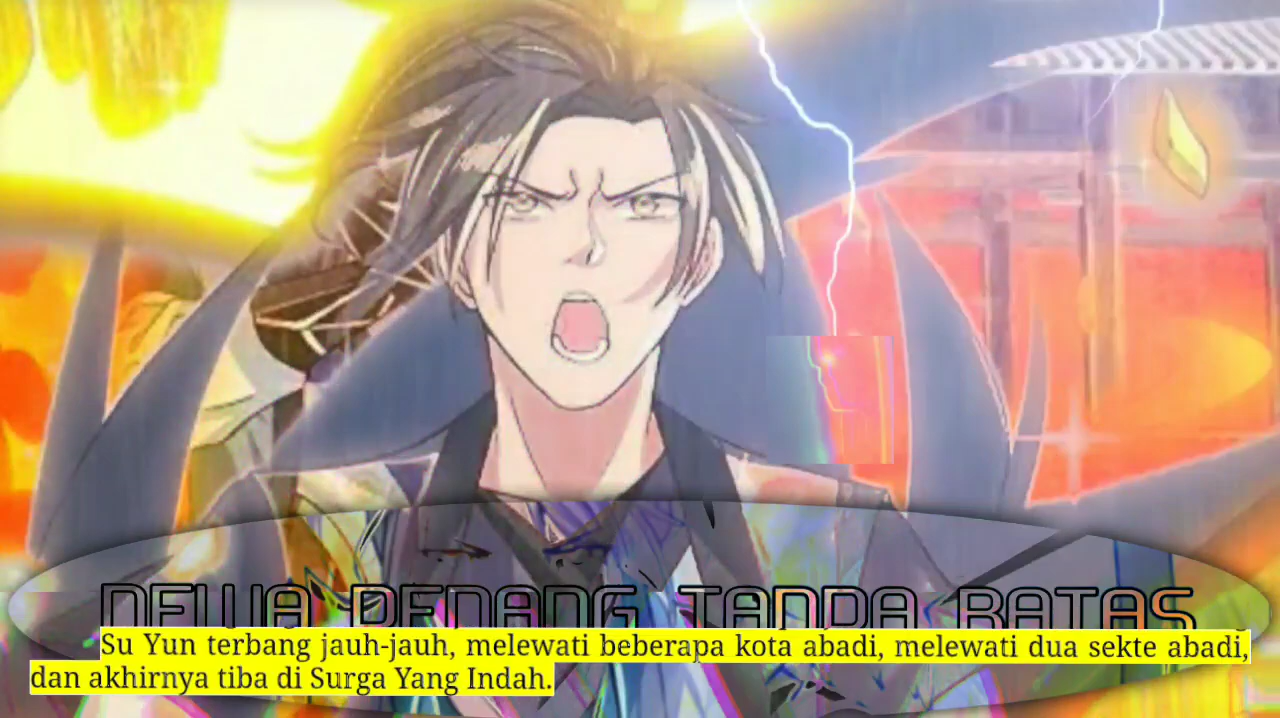 DEWA PEDANG TANPA BATAS
Su Yun terbang jauh-jauh, melewati beberapa kota abadi, melewati dua sekte abadi,
dan akhirnya tiba di Surga Yang Indah.